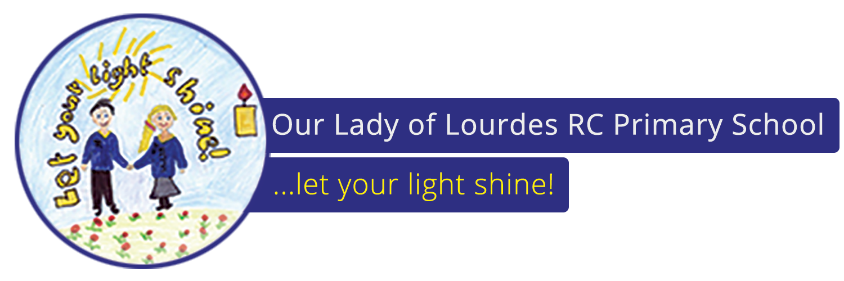 Let your light shine!
Our Lady of Lourdes RC Primary School
...let your light shine!